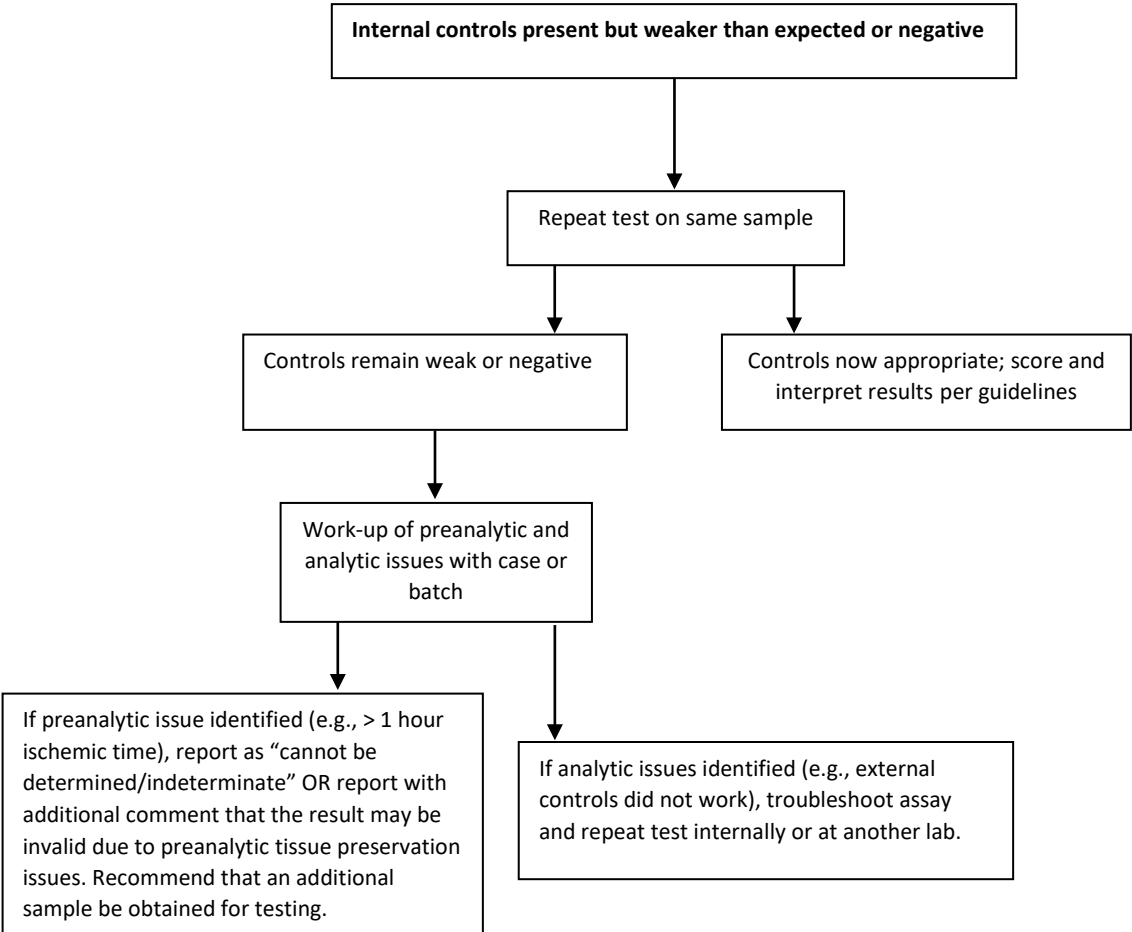 Internal controls present but weaker than expected or negative
Repeat test on same sample
Controls remain weak or negative
Controls now appropriate; score and
interpret results per guidelines
Work-up of preanalytic and
analytic issues with case or
batch
If preanalytic issue identified (e.g., > 1 hour
ischemic time), report as “cannot be
determined/indeterminate” OR report with
additional comment that the result may be
invalid due to preanalytic tissue preservation
issues. Recommend that an additional
sample be obtained for testing.
If analytic issues identified (e.g., external
controls did not work), troubleshoot assay
and repeat test internally or at another lab.